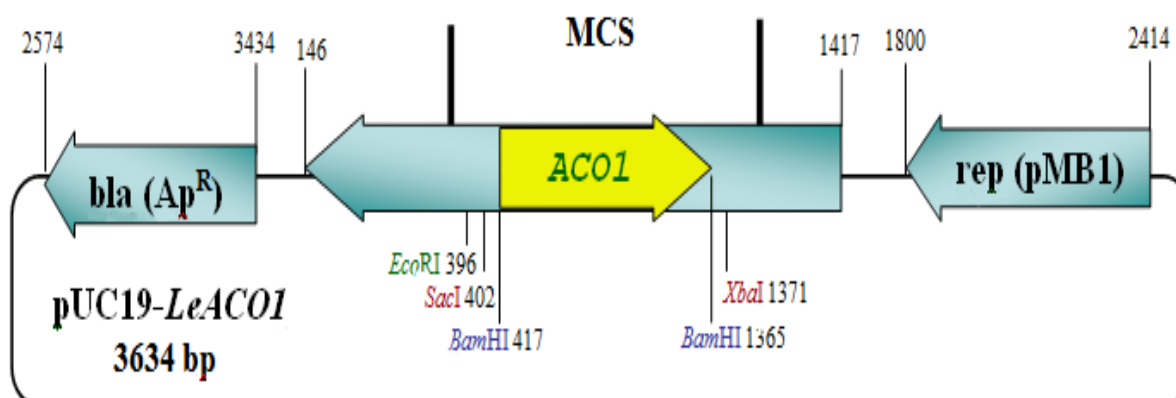 MCS
2574 3434 146 1417 1800 2414
bla (Ap^R) ACO1 rep (pMB1)
EcoRI 396
SacI 402
XbaI 1371
BamHI 417
BamHI 1365
pUC19-LeACO1
3634 bp